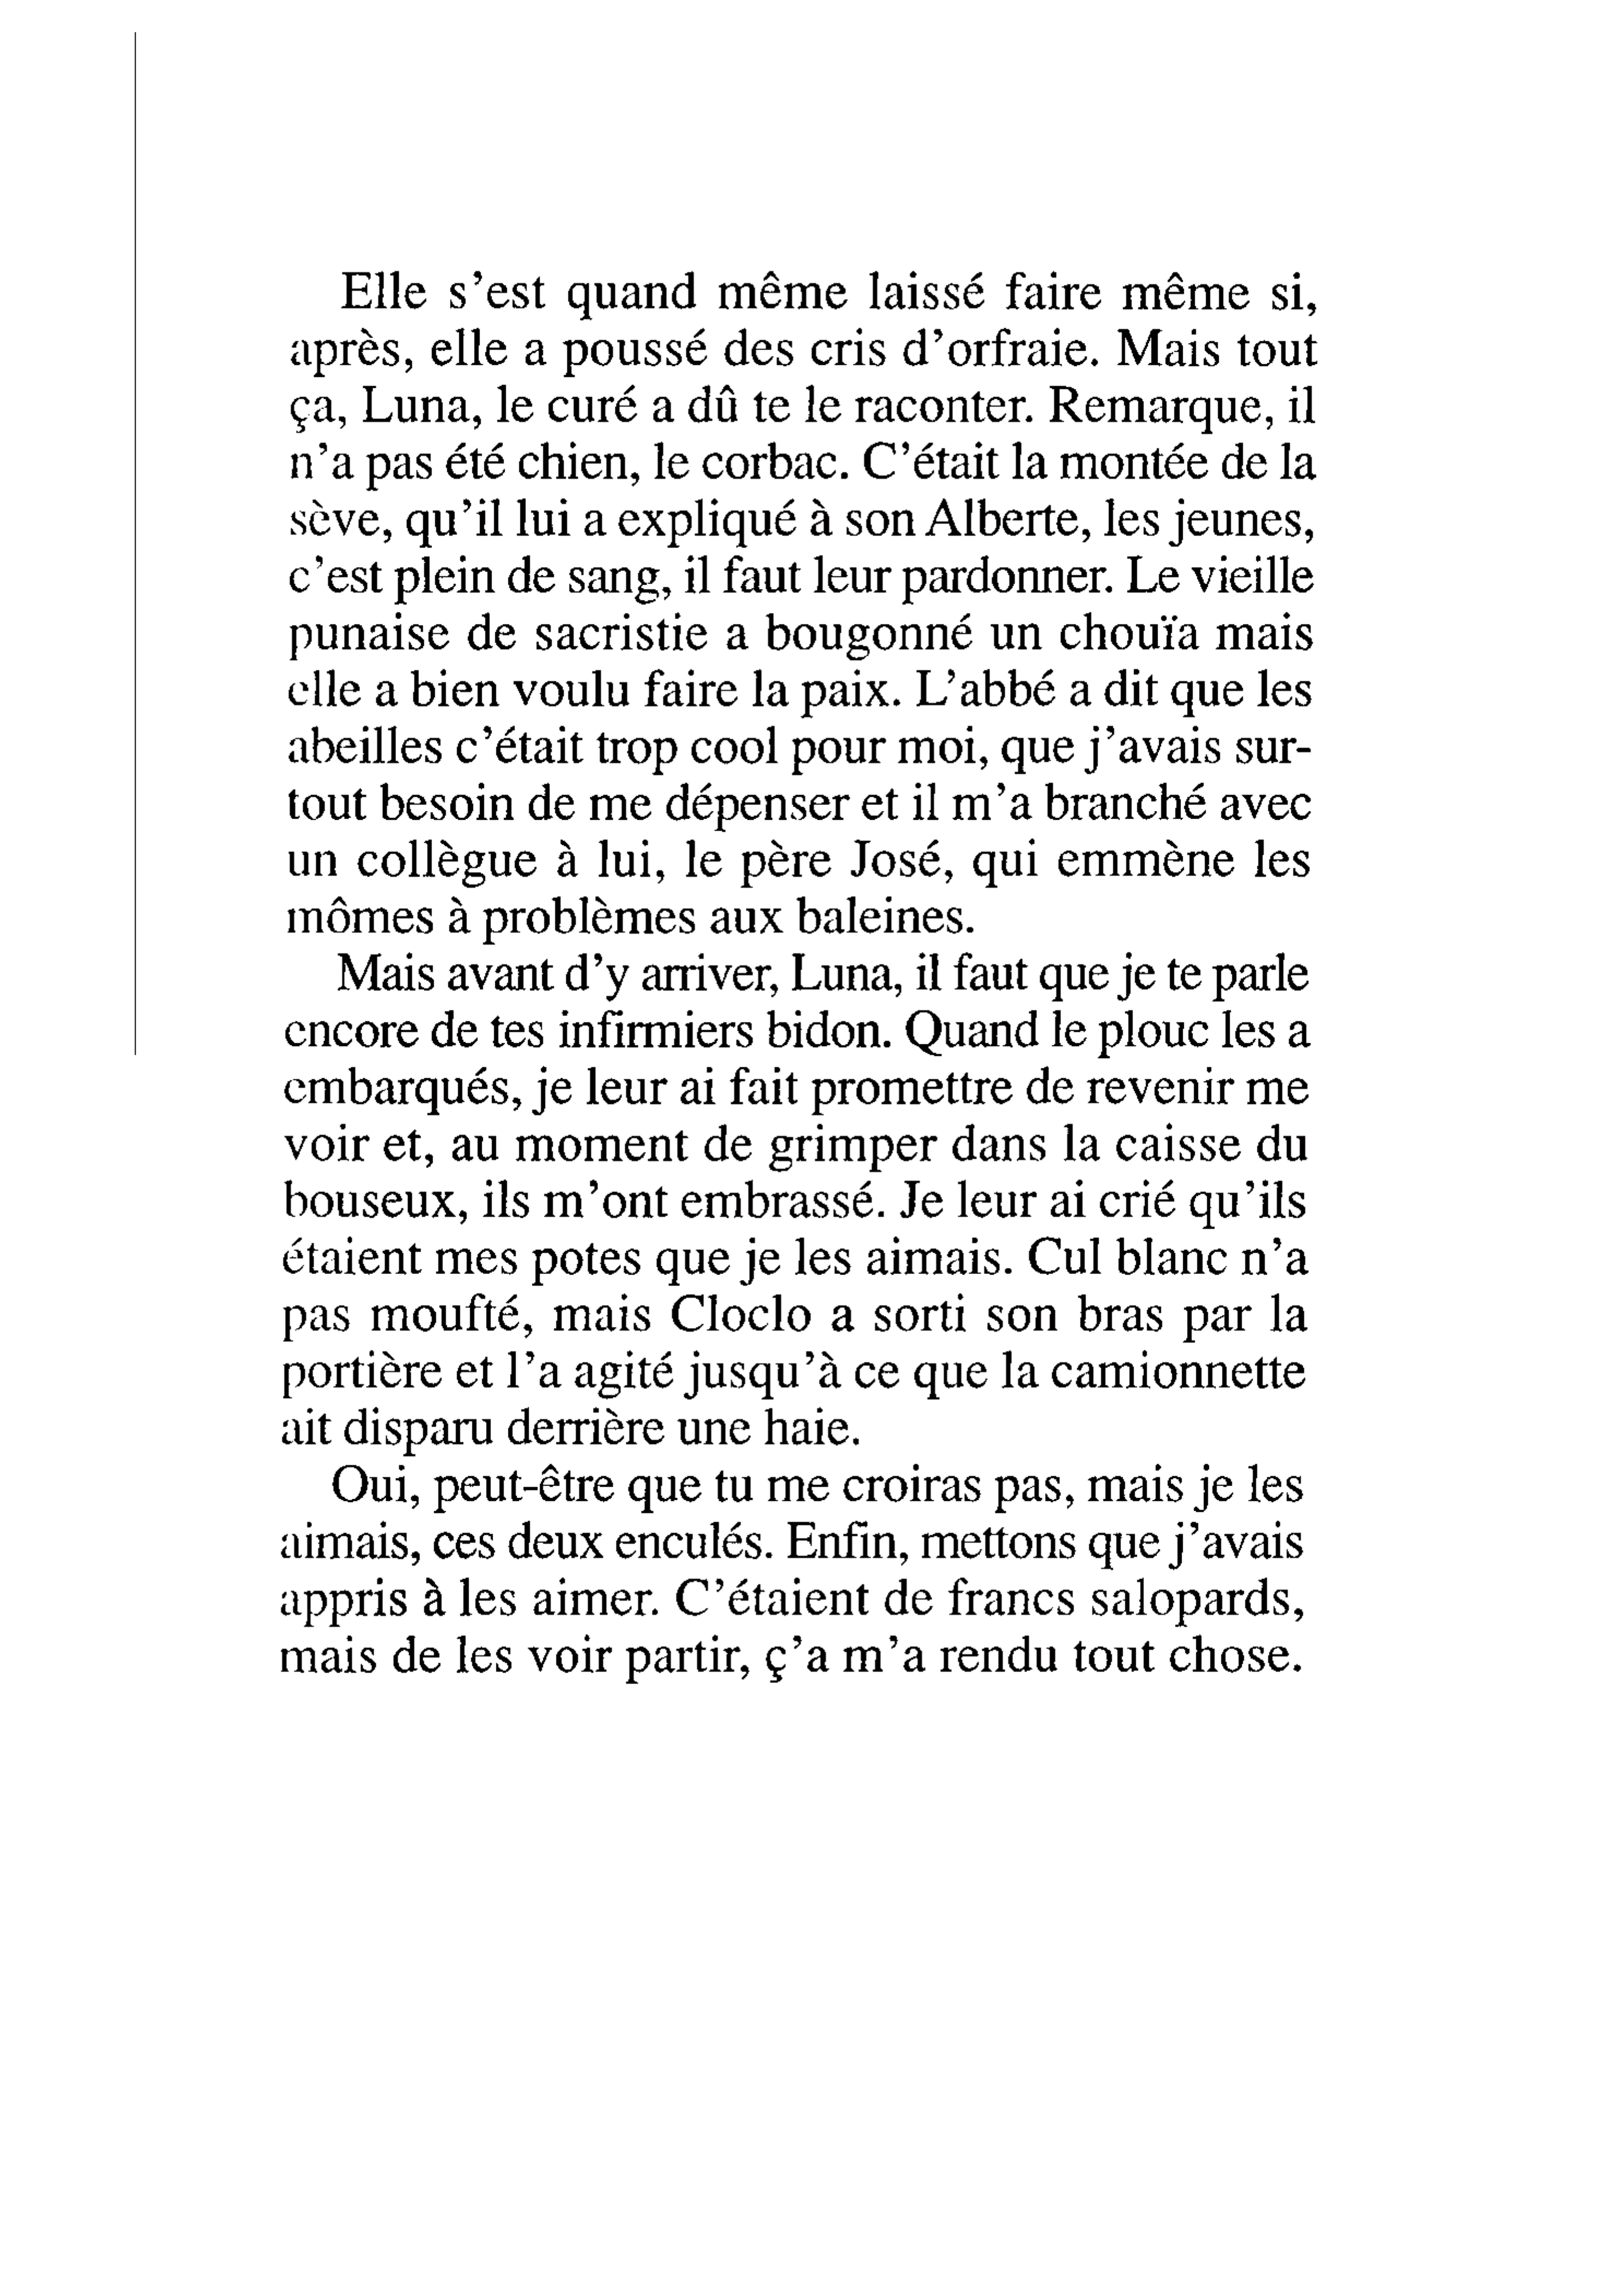 Elle s’est quand même laissé faire même si,
après, elle a poussé des cris d’orfraie. Mais tout
ça, Luna, le curé a dû te le raconter. Remarque, il
n’a pas été chien, le corbac. C’était la montée de la
sève, qu’il lui a expliqué à son Alberte, les jeunes,
c’est plein de sang, il faut leur pardonner. Le vieille
punaise de sacristie a bougonné un chouïa mais
elle a bien voulu faire la paix. L’abbé a dit que les
abeilles c’était trop cool pour moi, que j’avais sur-
tout besoin de me dépenser et il m’a branché avec
un collègue à lui, le père José, qui emmène les
mômes à problèmes aux baleines.
Mais avant d’y arriver, Luna, il faut que je te parle
encore de tes infirmiers bidon. Quand le plouc les a
embarqués, je leur ai fait promettre de revenir me
voir et, au moment de grimper dans la caisse du
bouseux, ils m’ont embrassé. Je leur ai crié qu’ils
étaient mes potes que je les aimais. Cul blanc n’a
pas moufté, mais Cloclo a sorti son bras par la
portière et l’a agité jusqu’à ce que la camionnette
ait disparu derrière une haie.
Oui, peut-être que tu me croiras pas, mais je les
aimais, ces deux enculés. Enfin, mettons que j’avais
appris à les aimer. C’étaient de francs salopards,
mais de les voir partir, ç’a m’a rendu tout chose.